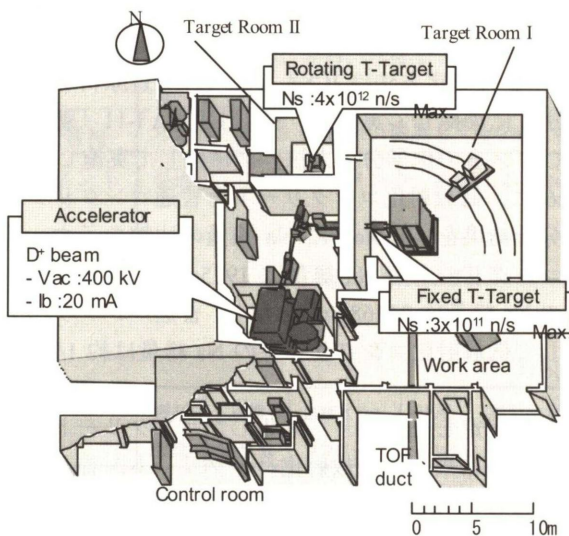 N
Target Room II
Target Room I
Rotating T-Target
Ns :4x10¹² n/s
Max.
Accelerator
D⁺ beam
- Vac :400 kV
- Ib :20 mA
Fixed T-Target
Ns :3x10¹¹ n/s
Max.
Work area
TOF
duct
Control room
0 5 10m